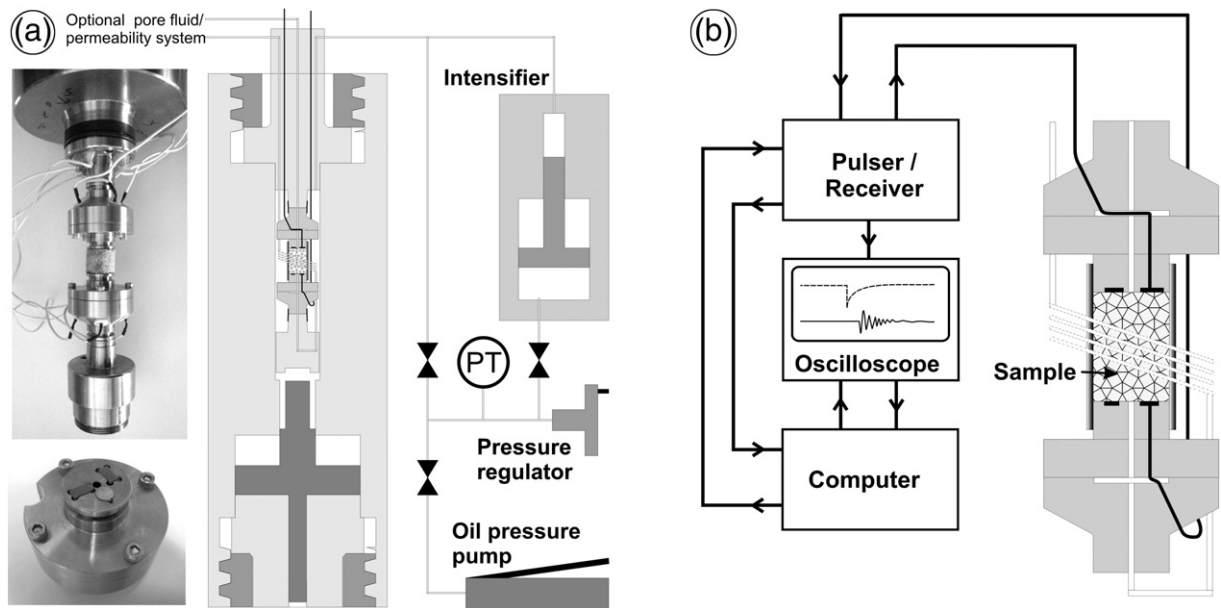 (a)
Optional pore fluid/
permeability system
Intensifier
PT
Pressure
regulator
Oil pressure
pump
(b)
Pulser /
Receiver
Oscilloscope
Sample
Computer